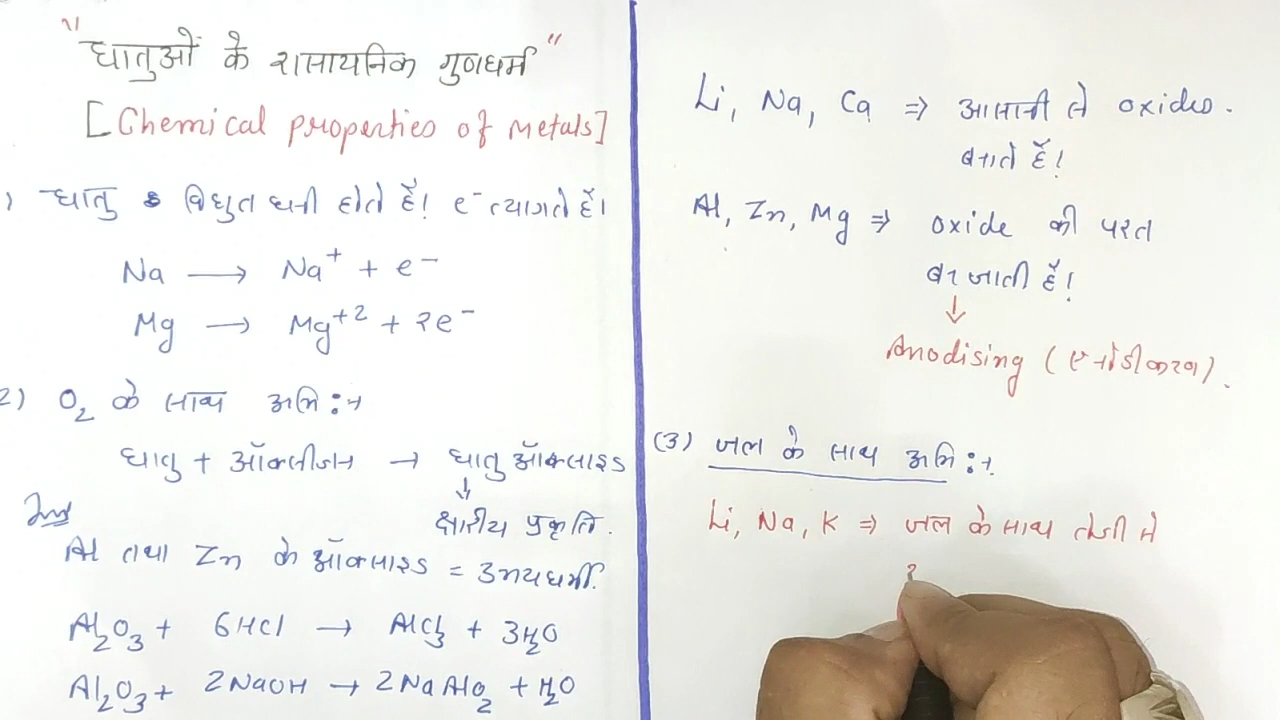 "धातुओं के रासायनिक गुणधर्म"
[Chemical properties of metals]
1) धातु विद्युत धनी होते हैं! e⁻ त्यागते हैं।
Na ⟶ Na⁺ + e⁻
Mg ⟶ Mg⁺² + 2e⁻
2) O₂ के साथ अभि :-
धातु + ऑक्सीजन → धातु ऑक्साइड
↓
क्षारीय प्रकृति.
Al तथा Zn के ऑक्साइड = उभयधर्मी.
Al₂O₃ + 6HCl → AlCl₃ + 3H₂O
Al₂O₃ + 2NaOH → 2NaAlO₂ + H₂O
Li, Na, Ca ⇒ आसानी से oxides.
बनाते हैं!
Al, Zn, Mg ⇒ oxide की परत
बन जाती हैं!
↓
Anodising (एनोडीकरण).
(3) जल के साथ अभि :-
Li, Na, K ⇒ जल के साथ तेजी से